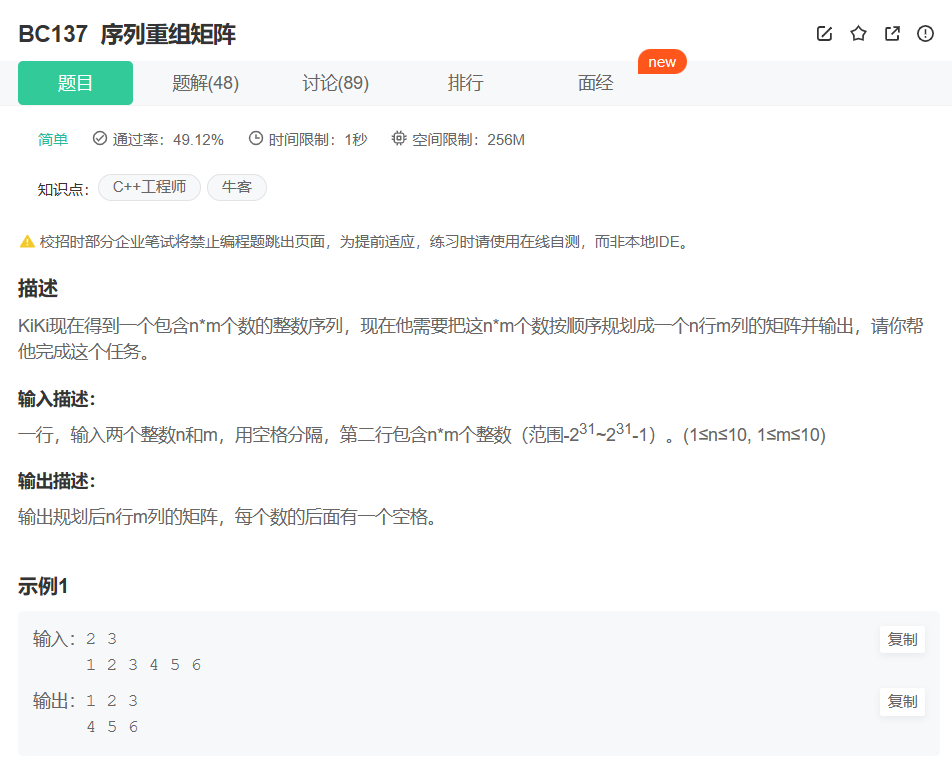 BC137 序列重组矩阵
题目 题解(48) 讨论(89) 排行 面经 new
简单 通过率：49.12% 时间限制：1秒 空间限制：256M
知识点： C++工程师 牛客
校招时部分企业笔试将禁止编程题跳出页面，为提前适应，练习时请使用在线自测，而非本地IDE。
描述
KiKi现在得到一个包含n*m个数的整数序列，现在他需要把这n*m个数按顺序规划成一个n行m列的矩阵并输出，请你帮
他完成这个任务。
输入描述：
一行，输入两个整数n和m，用空格分隔，第二行包含n*m个整数（范围-2^31~2^31-1）。(1≤n≤10, 1≤m≤10)
输出描述：
输出规划后n行m列的矩阵，每个数的后面有一个空格。
示例1
输入：2 3 复制
1 2 3 4 5 6
输出：1 2 3 复制
4 5 6